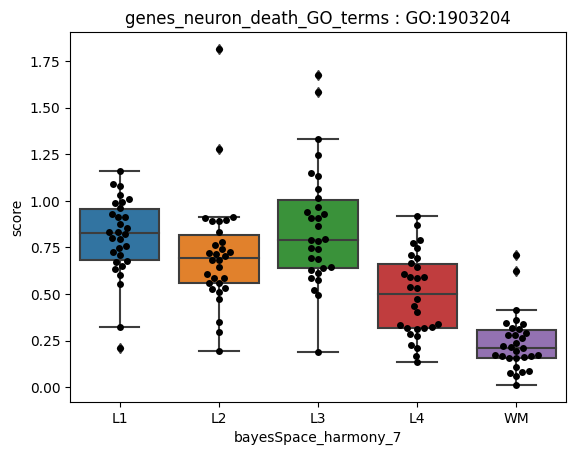 genes_neuron_death_GO_terms : GO:1903204
score
1.75
1.50
1.25
1.00
0.75
0.50
0.25
0.00
L1 L2 L3 L4 WM
bayesSpace_harmony_7